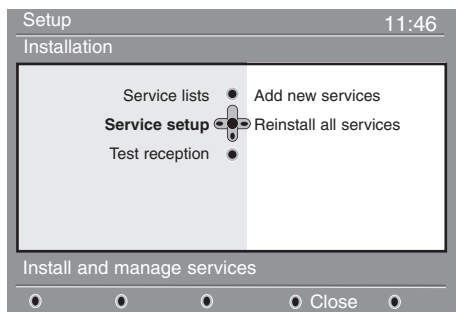 Setup 11:46
Installation
Service lists Add new services
Service setup Reinstall all services
Test reception
Install and manage services
Close